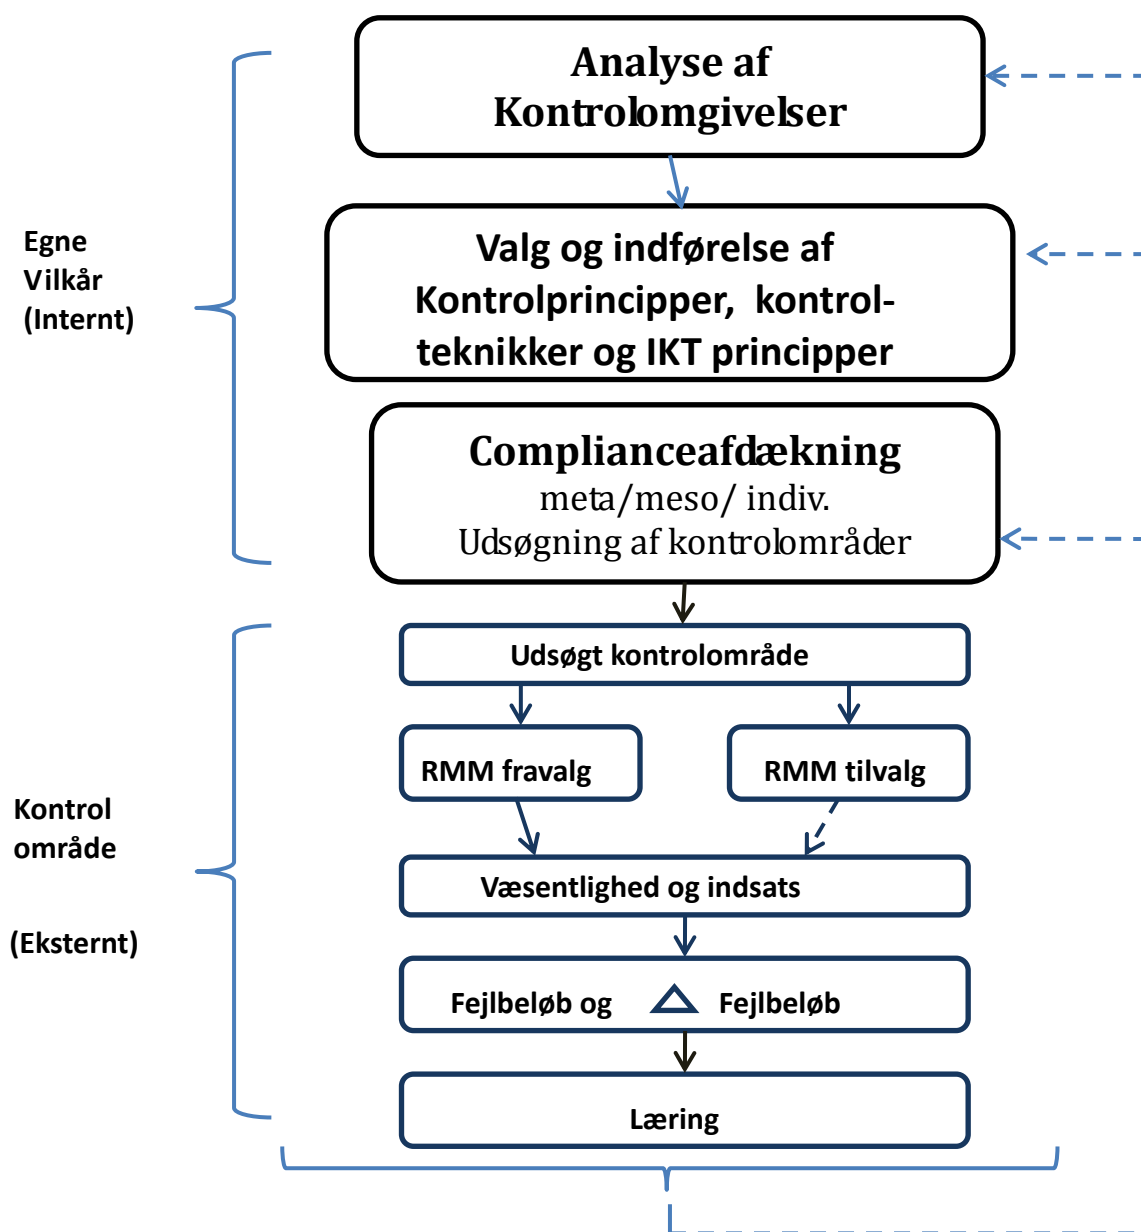 Analyse af
Kontrolomgivelser
Egne
Vilkår
(Internt)
Valg og indførelse af
Kontrolprincipper, kontrol-
teknikker og IKT principper
Complianceafdækning
meta/meso/ indiv.
Udsøgning af kontrolområder
Udsøgt kontrolområde
RMM fravalg
RMM tilvalg
Kontrol
område
(Eksternt)
Væsentlighed og indsats
Fejlbeløb og △ Fejlbeløb
Læring